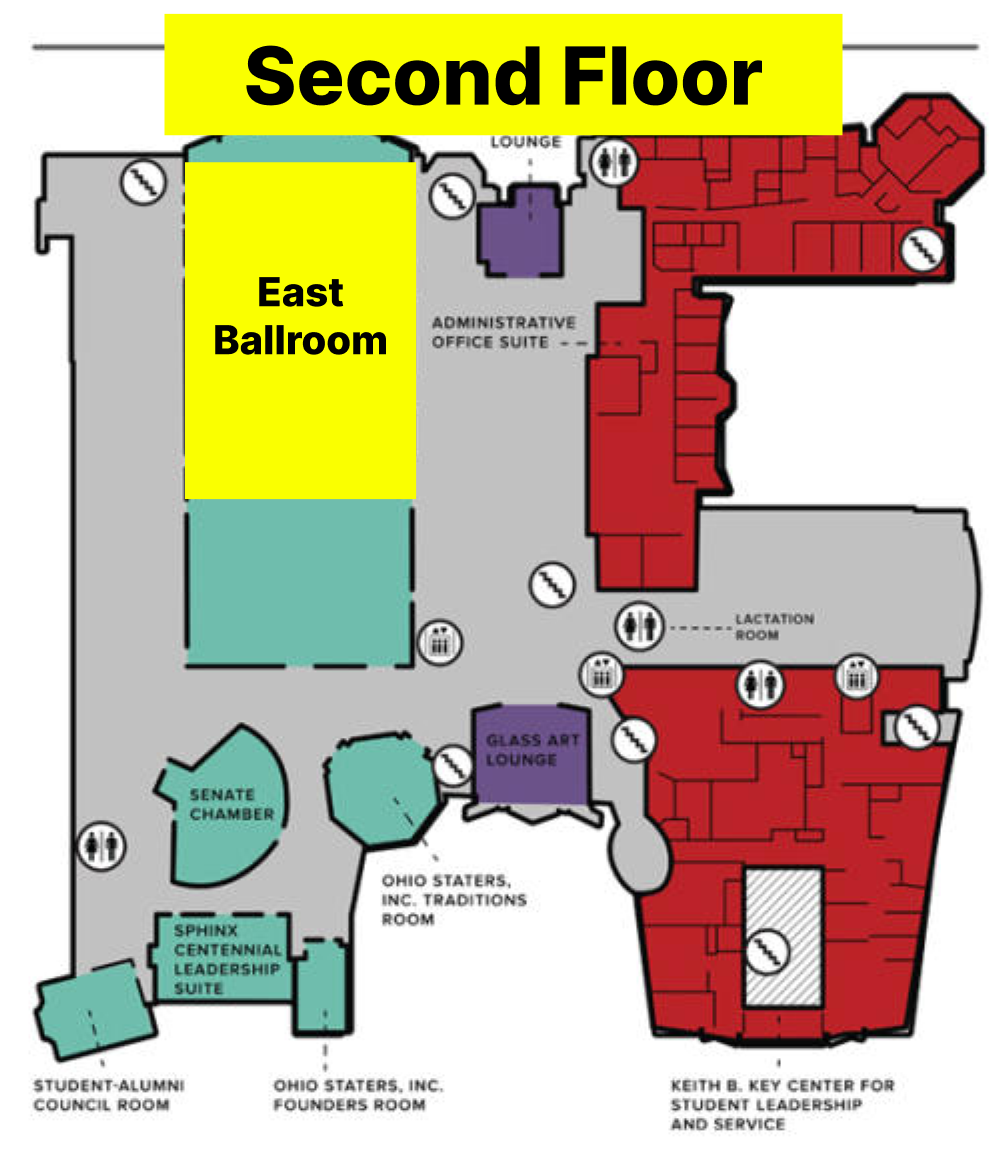 Second Floor
LOUNGE
East
Ballroom
ADMINISTRATIVE
OFFICE SUITE
LACTATION
ROOM
GLASS ART
LOUNGE
SENATE
CHAMBER
OHIO STATERS,
INC. TRADITIONS
ROOM
SPHINX
CENTENNIAL
LEADERSHIP
SUITE
STUDENT-ALUMNI
COUNCIL ROOM
OHIO STATERS, INC.
FOUNDERS ROOM
KEITH B. KEY CENTER FOR
STUDENT LEADERSHIP
AND SERVICE